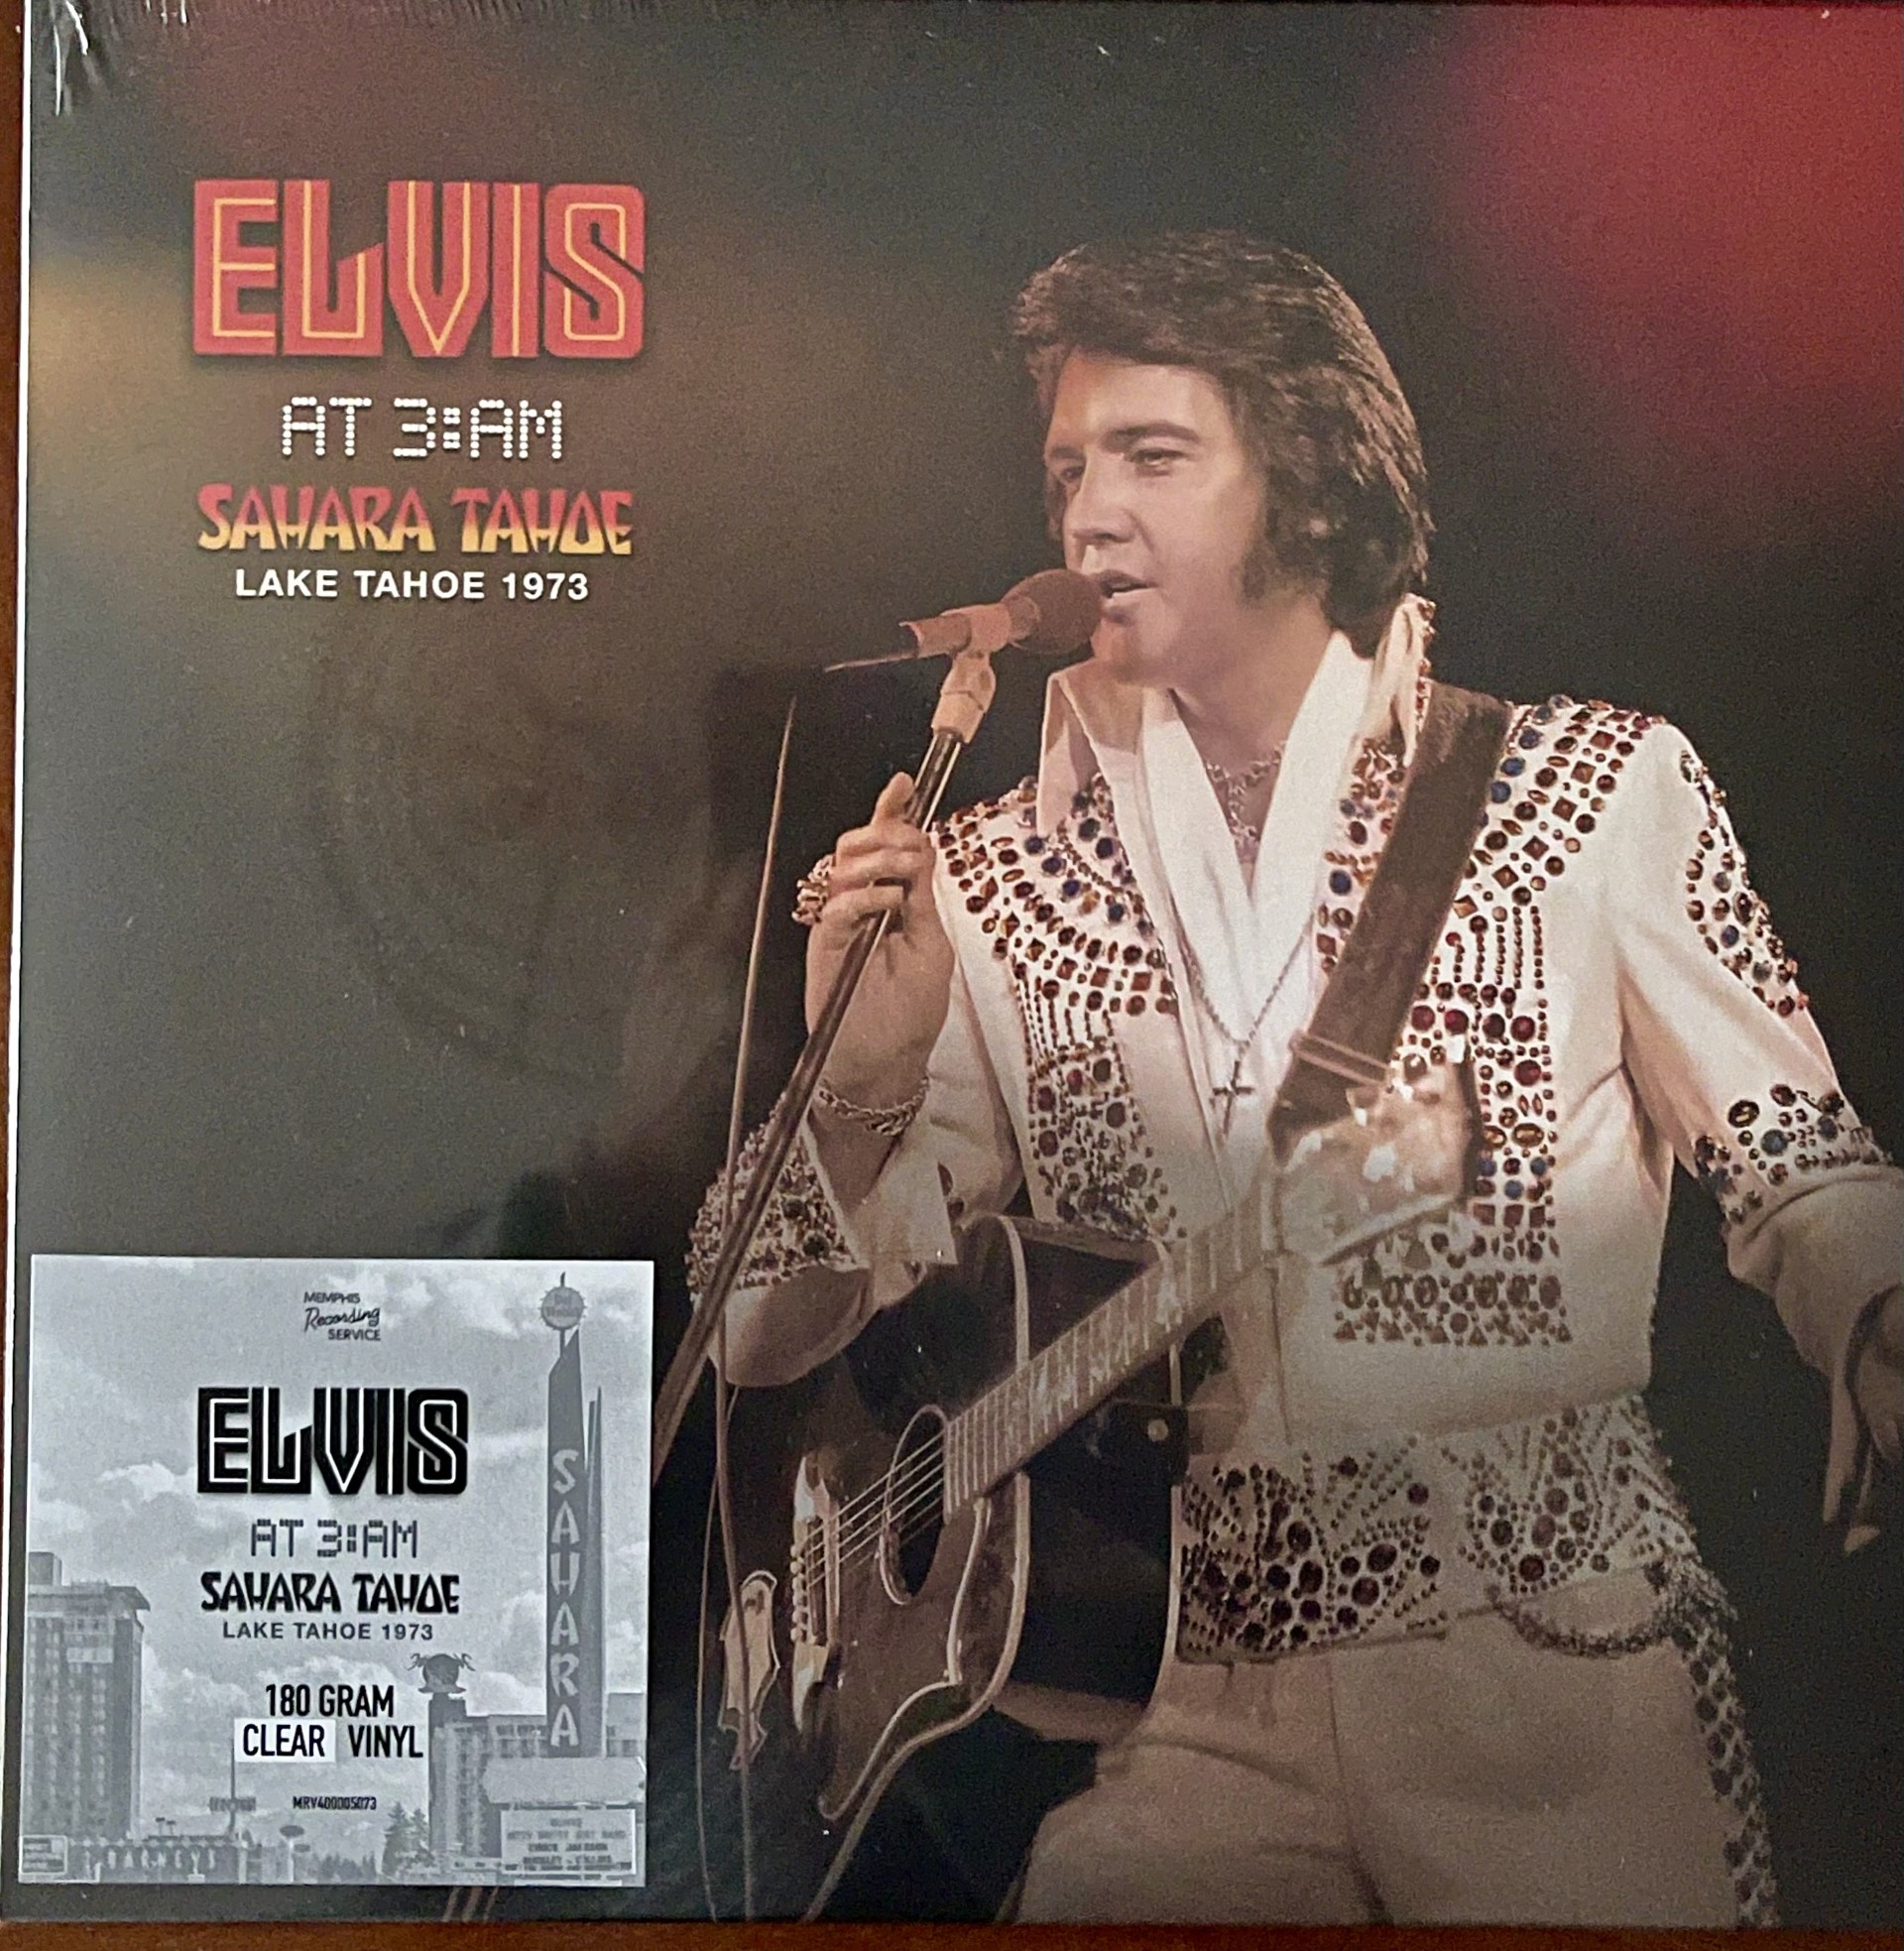 ELVIS
AT 3:AM
SAHARA TAHOE
LAKE TAHOE 1973
MEMPHIS
Recording
SERVICE
ELVIS
AT 3:AM
SAHARA TAHOE
LAKE TAHOE 1973
180 GRAM
CLEAR VINYL
MRV400005073
SAHARA